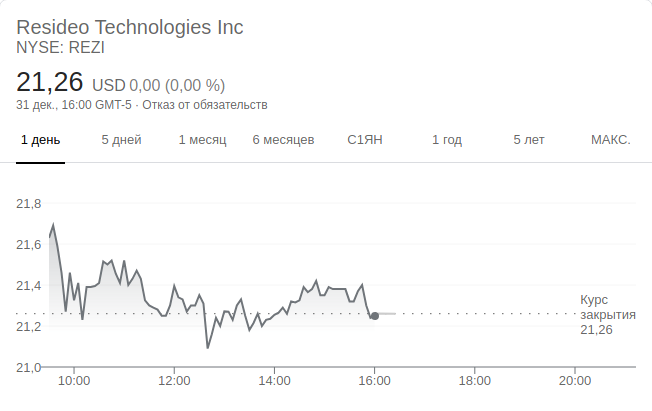 Resideo Technologies Inc
NYSE: REZI
21,26 USD 0,00 (0,00 %)
31 дек., 16:00 GMT-5 · Отказ от обязательств
1 день 5 дней 1 месяц 6 месяцев С1ЯН 1 год 5 лет МАКС.
21,8
21,6
21,4
Курс
закрытия
21,26
21,2
21,0
10:00 12:00 14:00 16:00 18:00 20:00